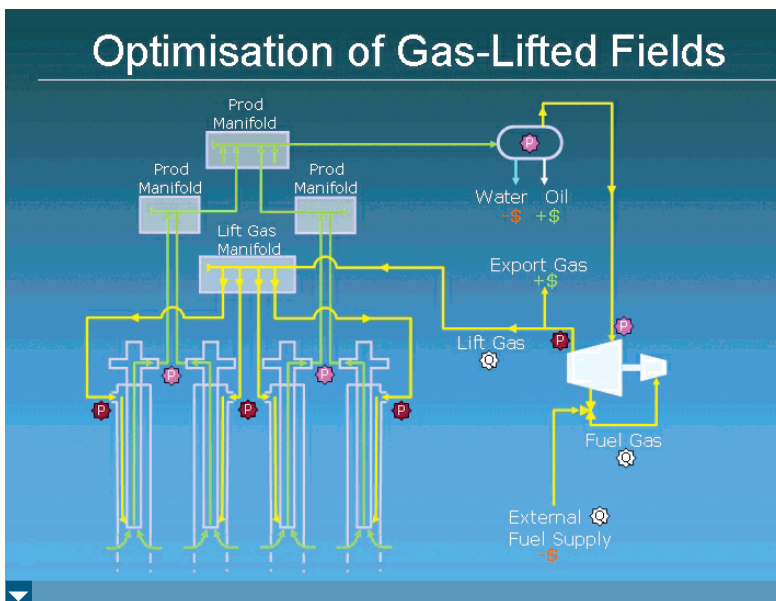 Optimisation of Gas-Lifted Fields
Prod
Manifold
P
Prod
Manifold
Prod
Manifold
Water Oil
-$ +$
Lift Gas
Manifold
Export Gas
+$
P
P
Lift Gas
Q
P
P
P
P
P
Fuel Gas
Q
External Q
Fuel Supply
-$